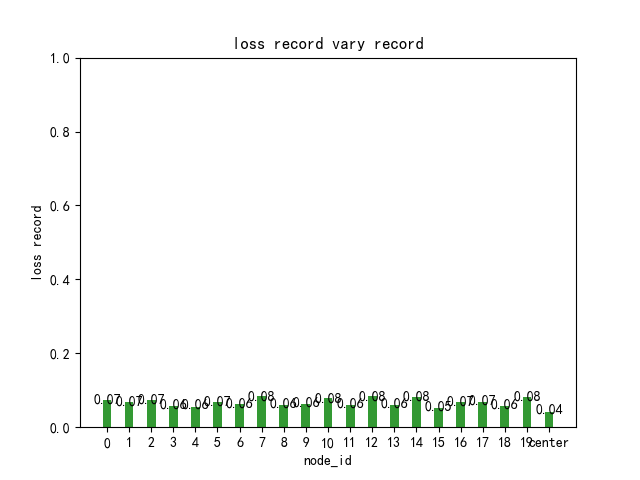 loss record vary record
1.0
0.8
0.6
0.4
0.2
0.0
loss record
0.07 0.07 0.07 0.06 0.06 0.07 0.06 0.08 0.06 0.06 0.08 0.06 0.08 0.06 0.08 0.05 0.07 0.07 0.06 0.08 0.04
0 1 2 3 4 5 6 7 8 9 10 11 12 13 14 15 16 17 18 19 center
node_id